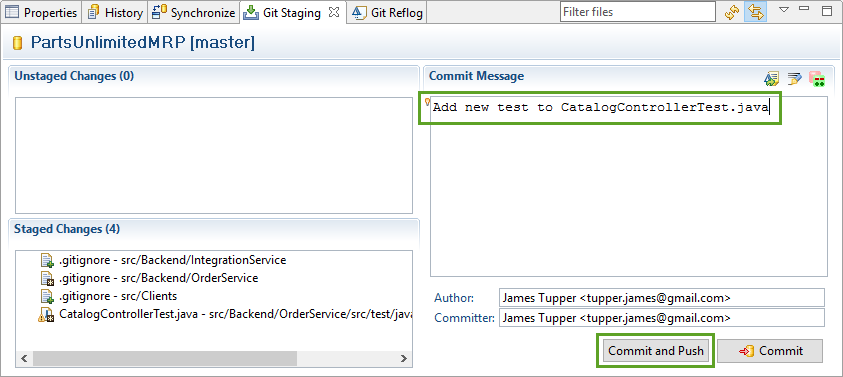 Properties History Synchronize Git Staging Git Reflog Filter files
PartsUnlimitedMRP [master]
Unstaged Changes (0)
Commit Message
Add new test to CatalogControllerTest.java
Staged Changes (4)
.gitignore - src/Backend/IntegrationService
.gitignore - src/Backend/OrderService
.gitignore - src/Clients
CatalogControllerTest.java - src/Backend/OrderService/src/test/java
Author: James Tupper <tupper.james@gmail.com>
Committer: James Tupper <tupper.james@gmail.com>
Commit and Push Commit